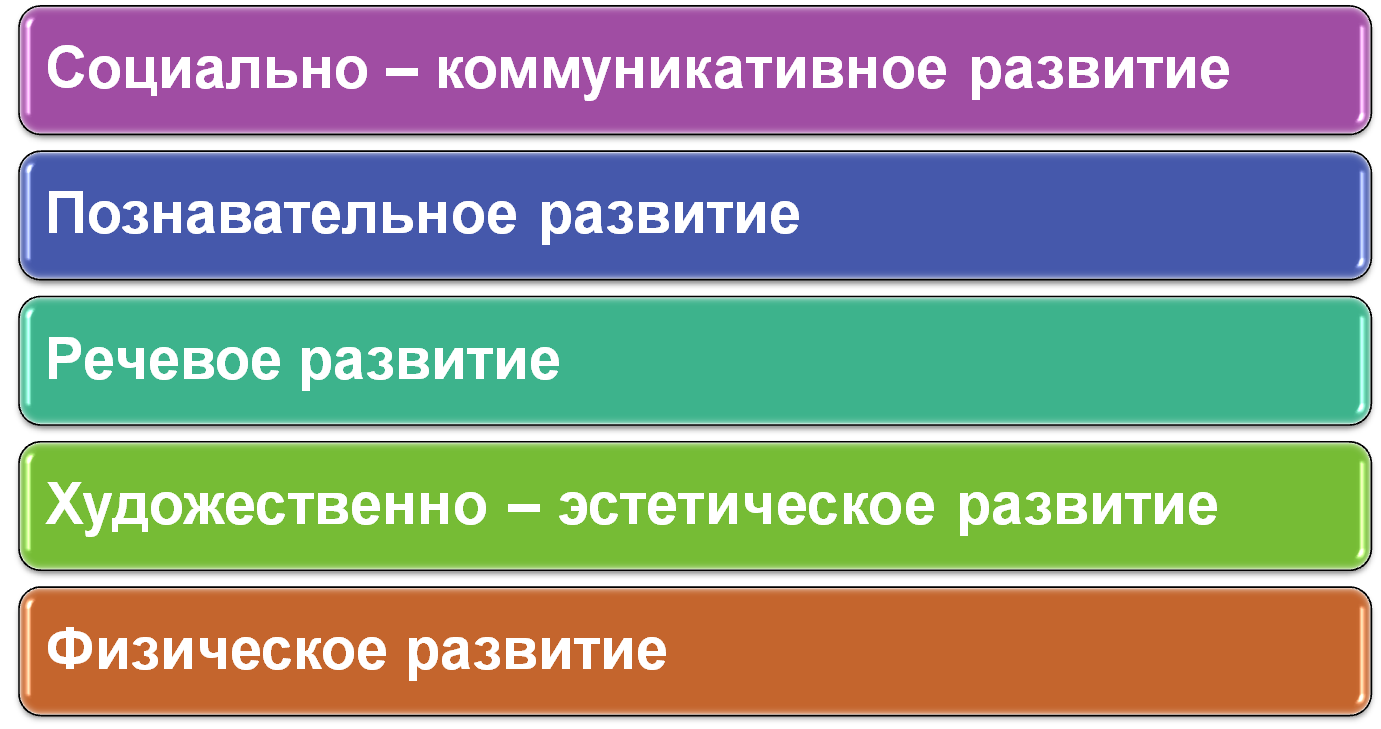 Социально – коммуникативное развитие
Познавательное развитие
Речевое развитие
Художественно – эстетическое развитие
Физическое развитие